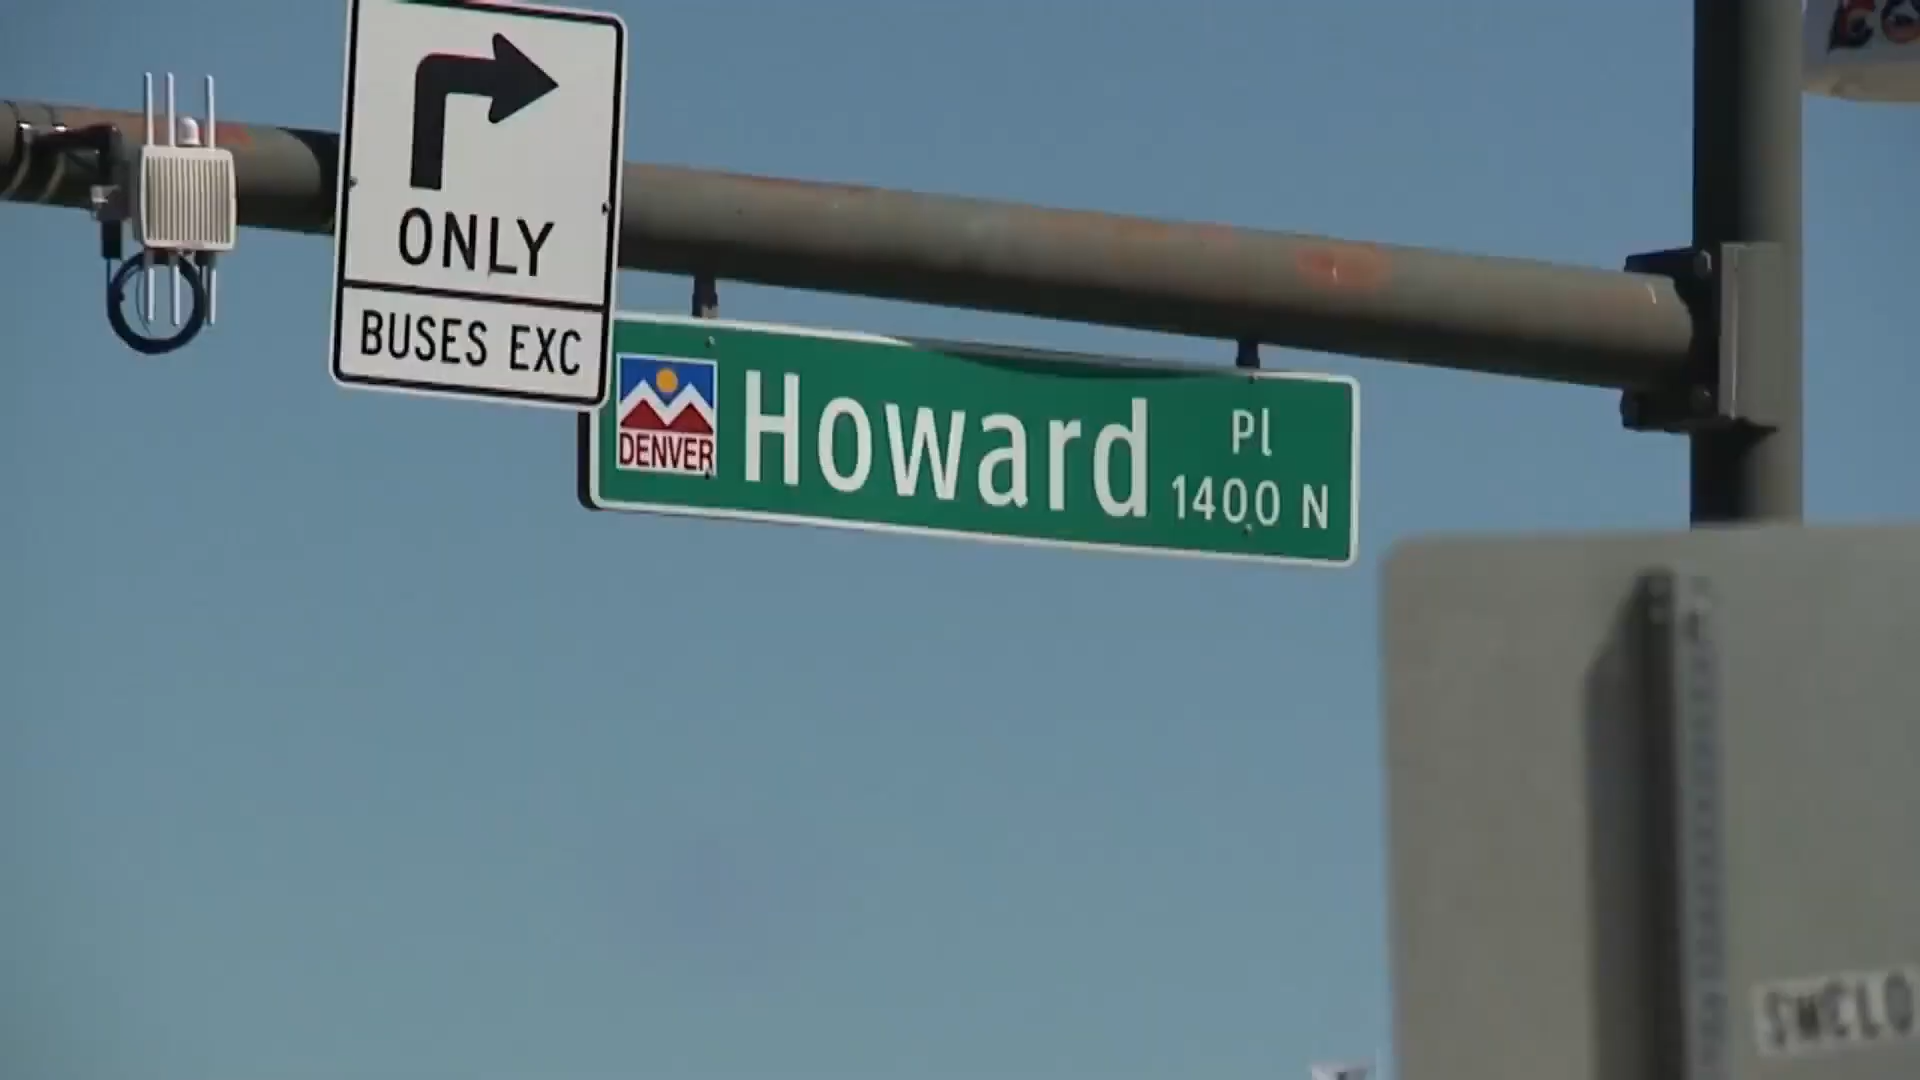 ONLY
BUSES EXC
DENVER
Howard Pl
1400 N